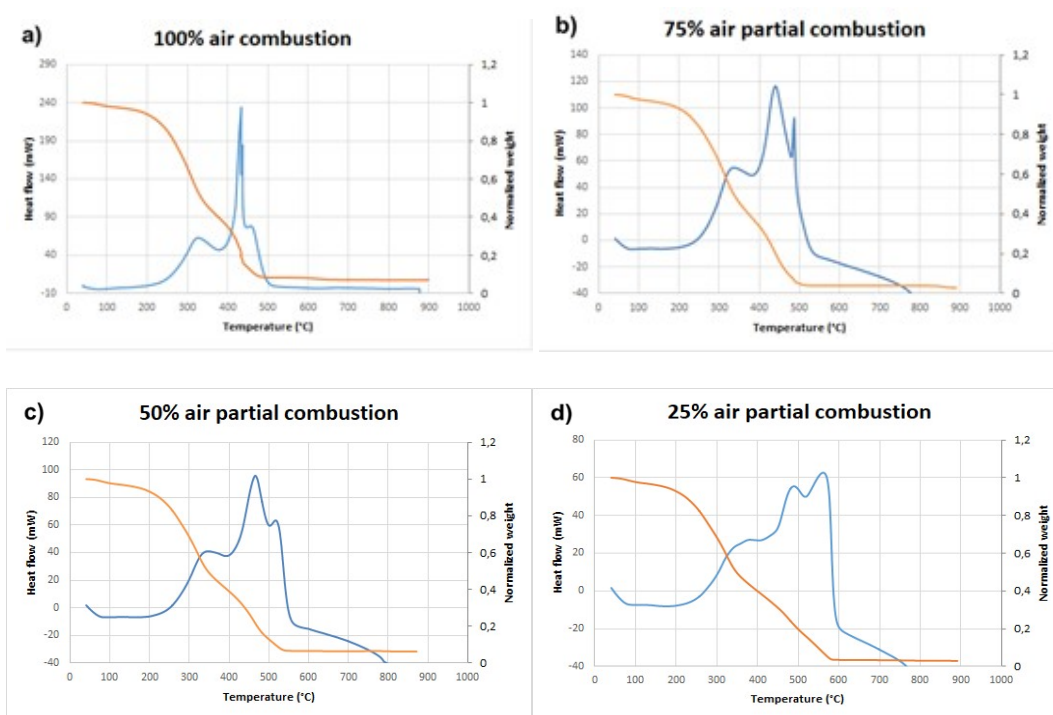 a)
100% air combustion
290
240
190
140
90
40
-10
1,2
1
0,8
0,6
0,4
0,2
0
0 100 200 300 400 500 600 700 800 900 1000
Heat flow (mW)
Normalized weight
Temperature (°C)
b)
75% air partial combustion
140
120
100
80
60
40
20
0
-20
-40
1,2
1
0,8
0,6
0,4
0,2
0
0 100 200 300 400 500 600 700 800 900 1000
Heat flow (mW)
Normalized weight
Temperature (°C)
c)
50% air partial combustion
120
100
80
60
40
20
0
-20
-40
1,2
1
0,8
0,6
0,4
0,2
0
0 100 200 300 400 500 600 700 800 900 1000
Heat flow (mW)
Normalized weight
Temperature (°C)
d)
25% air partial combustion
80
60
40
20
0
-20
-40
1,2
1
0,8
0,6
0,4
0,2
0
0 100 200 300 400 500 600 700 800 900 1000
Heat flow (mW)
Normalized weight
Temperature (°C)